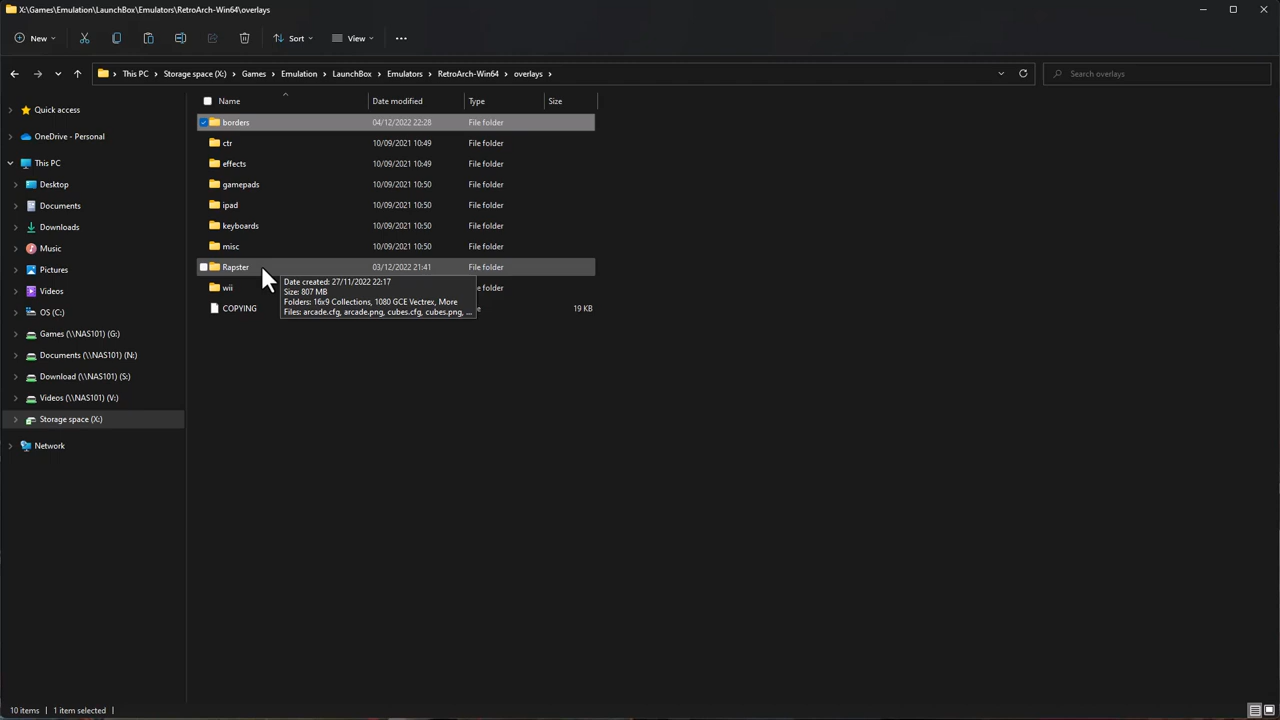 X:\Games\Emulation\LaunchBox\Emulators\RetroArch-Win64\overlays
New
Sort
View
This PC
Storage space (X:)
Games
Emulation
LaunchBox
Emulators
RetroArch-Win64
overlays
Search overlays
Name
Date modified
Type
Size
Quick access
OneDrive - Personal
This PC
Desktop
Documents
Downloads
Music
Pictures
Videos
OS (C:)
Games (\\NAS101) (G:)
Documents (\\NAS101) (N:)
Download (\\NAS101) (S:)
Videos (\\NAS101) (V:)
Storage space (X:)
Network
borders 04/12/2022 22:28 File folder
ctr 10/09/2021 10:49 File folder
effects 10/09/2021 10:49 File folder
gamepads 10/09/2021 10:50 File folder
ipad 10/09/2021 10:50 File folder
keyboards 10/09/2021 10:50 File folder
misc 10/09/2021 10:50 File folder
Rapster 03/12/2022 21:41 File folder
wii le folder
COPYING e 19 KB
Date created: 27/11/2022 22:17
Size: 807 MB
Folders: 16x9 Collections, 1080 GCE Vectrex, More
Files: arcade.cfg, arcade.png, cubes.cfg, cubes.png, ...
10 items
1 item selected